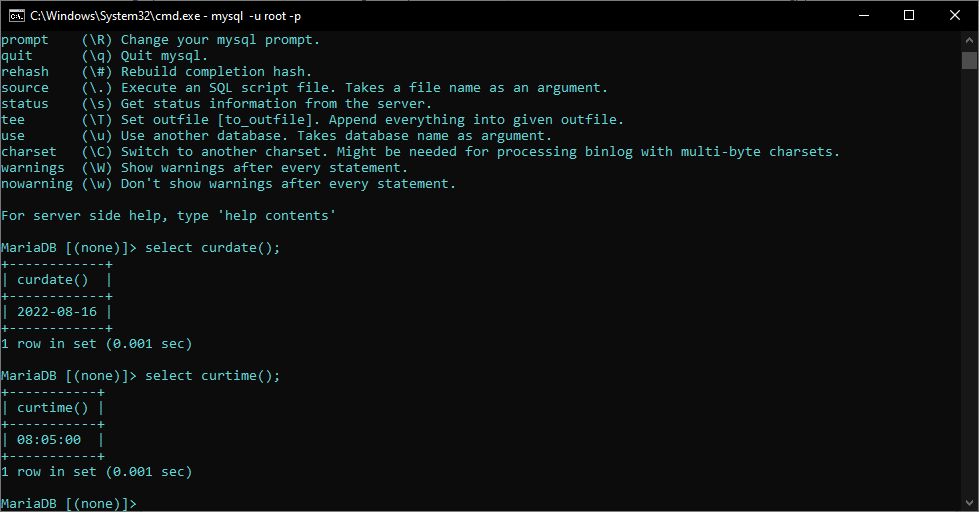 C:\Windows\System32\cmd.exe - mysql  -u root -p
prompt    (\R) Change your mysql prompt.
quit      (\q) Quit mysql.
rehash    (\#) Rebuild completion hash.
source    (\.) Execute an SQL script file. Takes a file name as an argument.
status    (\s) Get status information from the server.
tee       (\T) Set outfile [to_outfile]. Append everything into given outfile.
use       (\u) Use another database. Takes database name as argument.
charset   (\C) Switch to another charset. Might be needed for processing binlog with multi-byte charsets.
warnings  (\W) Show warnings after every statement.
nowarning (\w) Don't show warnings after every statement.
For server side help, type 'help contents'
MariaDB [(none)]> select curdate();
+------------+
| curdate()  |
+------------+
| 2022-08-16 |
+------------+
1 row in set (0.001 sec)
MariaDB [(none)]> select curtime();
+-----------+
| curtime() |
+-----------+
| 08:05:00  |
+-----------+
1 row in set (0.001 sec)
MariaDB [(none)]>